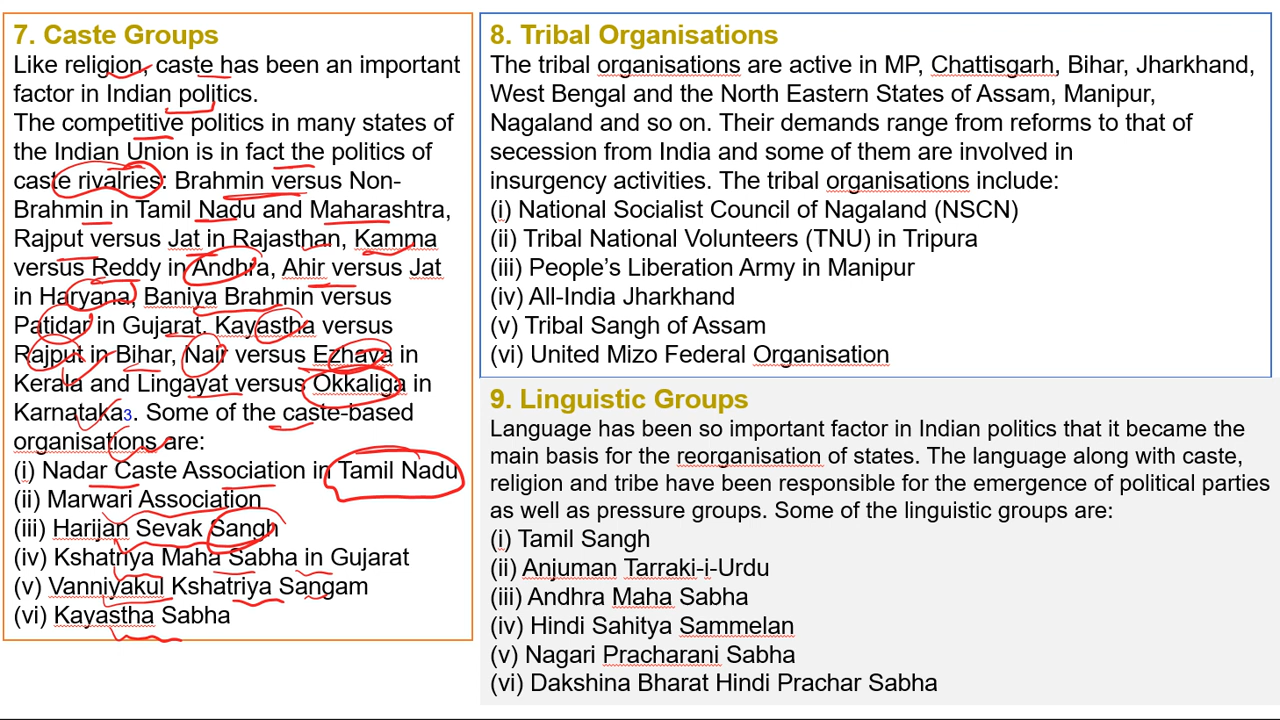 7. Caste Groups
Like religion, caste has been an important
factor in Indian politics.
The competitive politics in many states of
the Indian Union is in fact the politics of
caste rivalries: Brahmin versus Non-
Brahmin in Tamil Nadu and Maharashtra,
Rajput versus Jat in Rajasthan, Kamma
versus Reddy in Andhra, Ahir versus Jat
in Haryana, Baniya Brahmin versus
Patidar in Gujarat. Kayastha versus
Rajput in Bihar, Nair versus Ezhava in
Kerala and Lingayat versus Okkaliga in
Karnataka3. Some of the caste-based
organisations are:
(i) Nadar Caste Association in Tamil Nadu
(ii) Marwari Association
(iii) Harijan Sevak Sangh
(iv) Kshatriya Maha Sabha in Gujarat
(v) Vanniyakul Kshatriya Sangam
(vi) Kayastha Sabha
8. Tribal Organisations
The tribal organisations are active in MP, Chattisgarh, Bihar, Jharkhand,
West Bengal and the North Eastern States of Assam, Manipur,
Nagaland and so on. Their demands range from reforms to that of
secession from India and some of them are involved in
insurgency activities. The tribal organisations include:
(i) National Socialist Council of Nagaland (NSCN)
(ii) Tribal National Volunteers (TNU) in Tripura
(iii) People’s Liberation Army in Manipur
(iv) All-India Jharkhand
(v) Tribal Sangh of Assam
(vi) United Mizo Federal Organisation
9. Linguistic Groups
Language has been so important factor in Indian politics that it became the
main basis for the reorganisation of states. The language along with caste,
religion and tribe have been responsible for the emergence of political parties
as well as pressure groups. Some of the linguistic groups are:
(i) Tamil Sangh
(ii) Anjuman Tarraki-i-Urdu
(iii) Andhra Maha Sabha
(iv) Hindi Sahitya Sammelan
(v) Nagari Pracharani Sabha
(vi) Dakshina Bharat Hindi Prachar Sabha